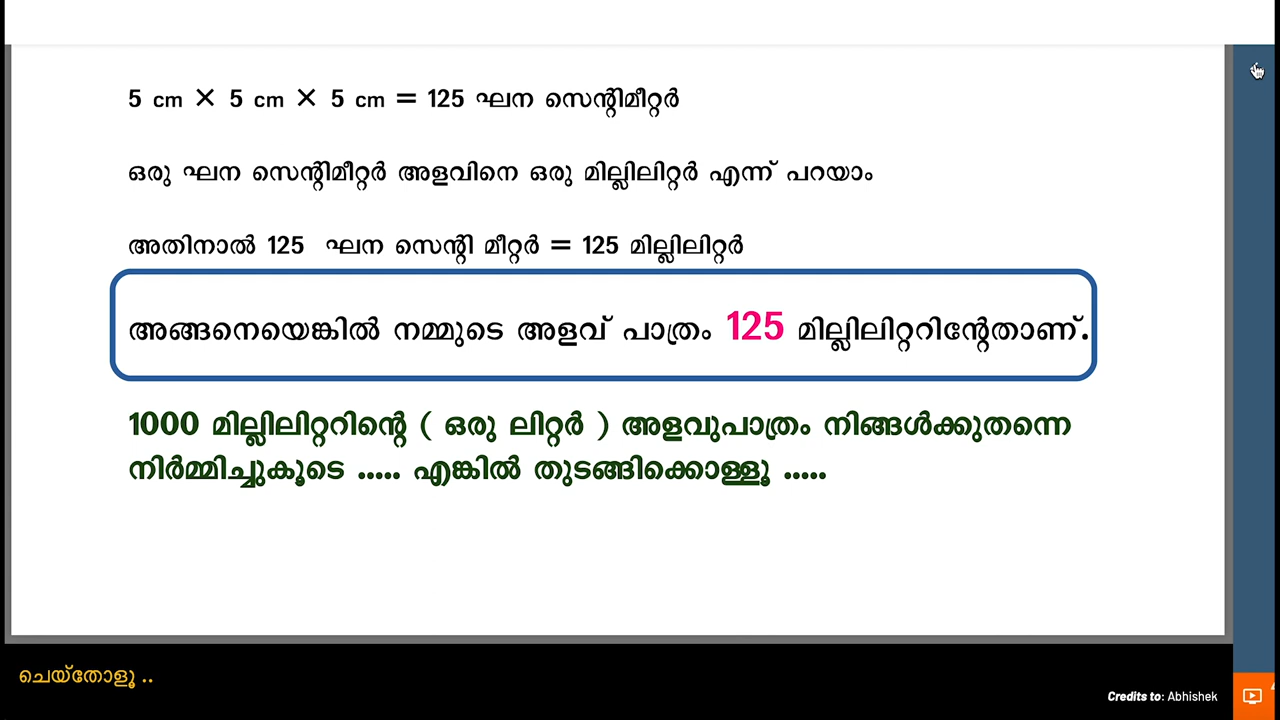 5 cm × 5 cm × 5 cm = 125 ഘന സെന്റിമീറ്റർ
ഒരു ഘന സെന്റിമീറ്റർ അളവിനെ ഒരു മില്ലിലിറ്റർ എന്ന് പറയാം
അതിനാൽ 125 ഘന സെന്റി മീറ്റർ = 125 മില്ലിലിറ്റർ
അങ്ങനെയെങ്കിൽ നമ്മുടെ അളവ് പാത്രം 125 മില്ലിലിറ്ററിന്റേതാണ്.
1000 മില്ലിലിറ്ററിന്റെ ( ഒരു ലിറ്റർ ) അളവുപാത്രം നിങ്ങൾക്കുതന്നെ
നിർമ്മിച്ചുകൂടെ ..... എങ്കിൽ തുടങ്ങിക്കൊള്ളൂ .....
ചെയ്തോളൂ ..
Credits to: Abhishek